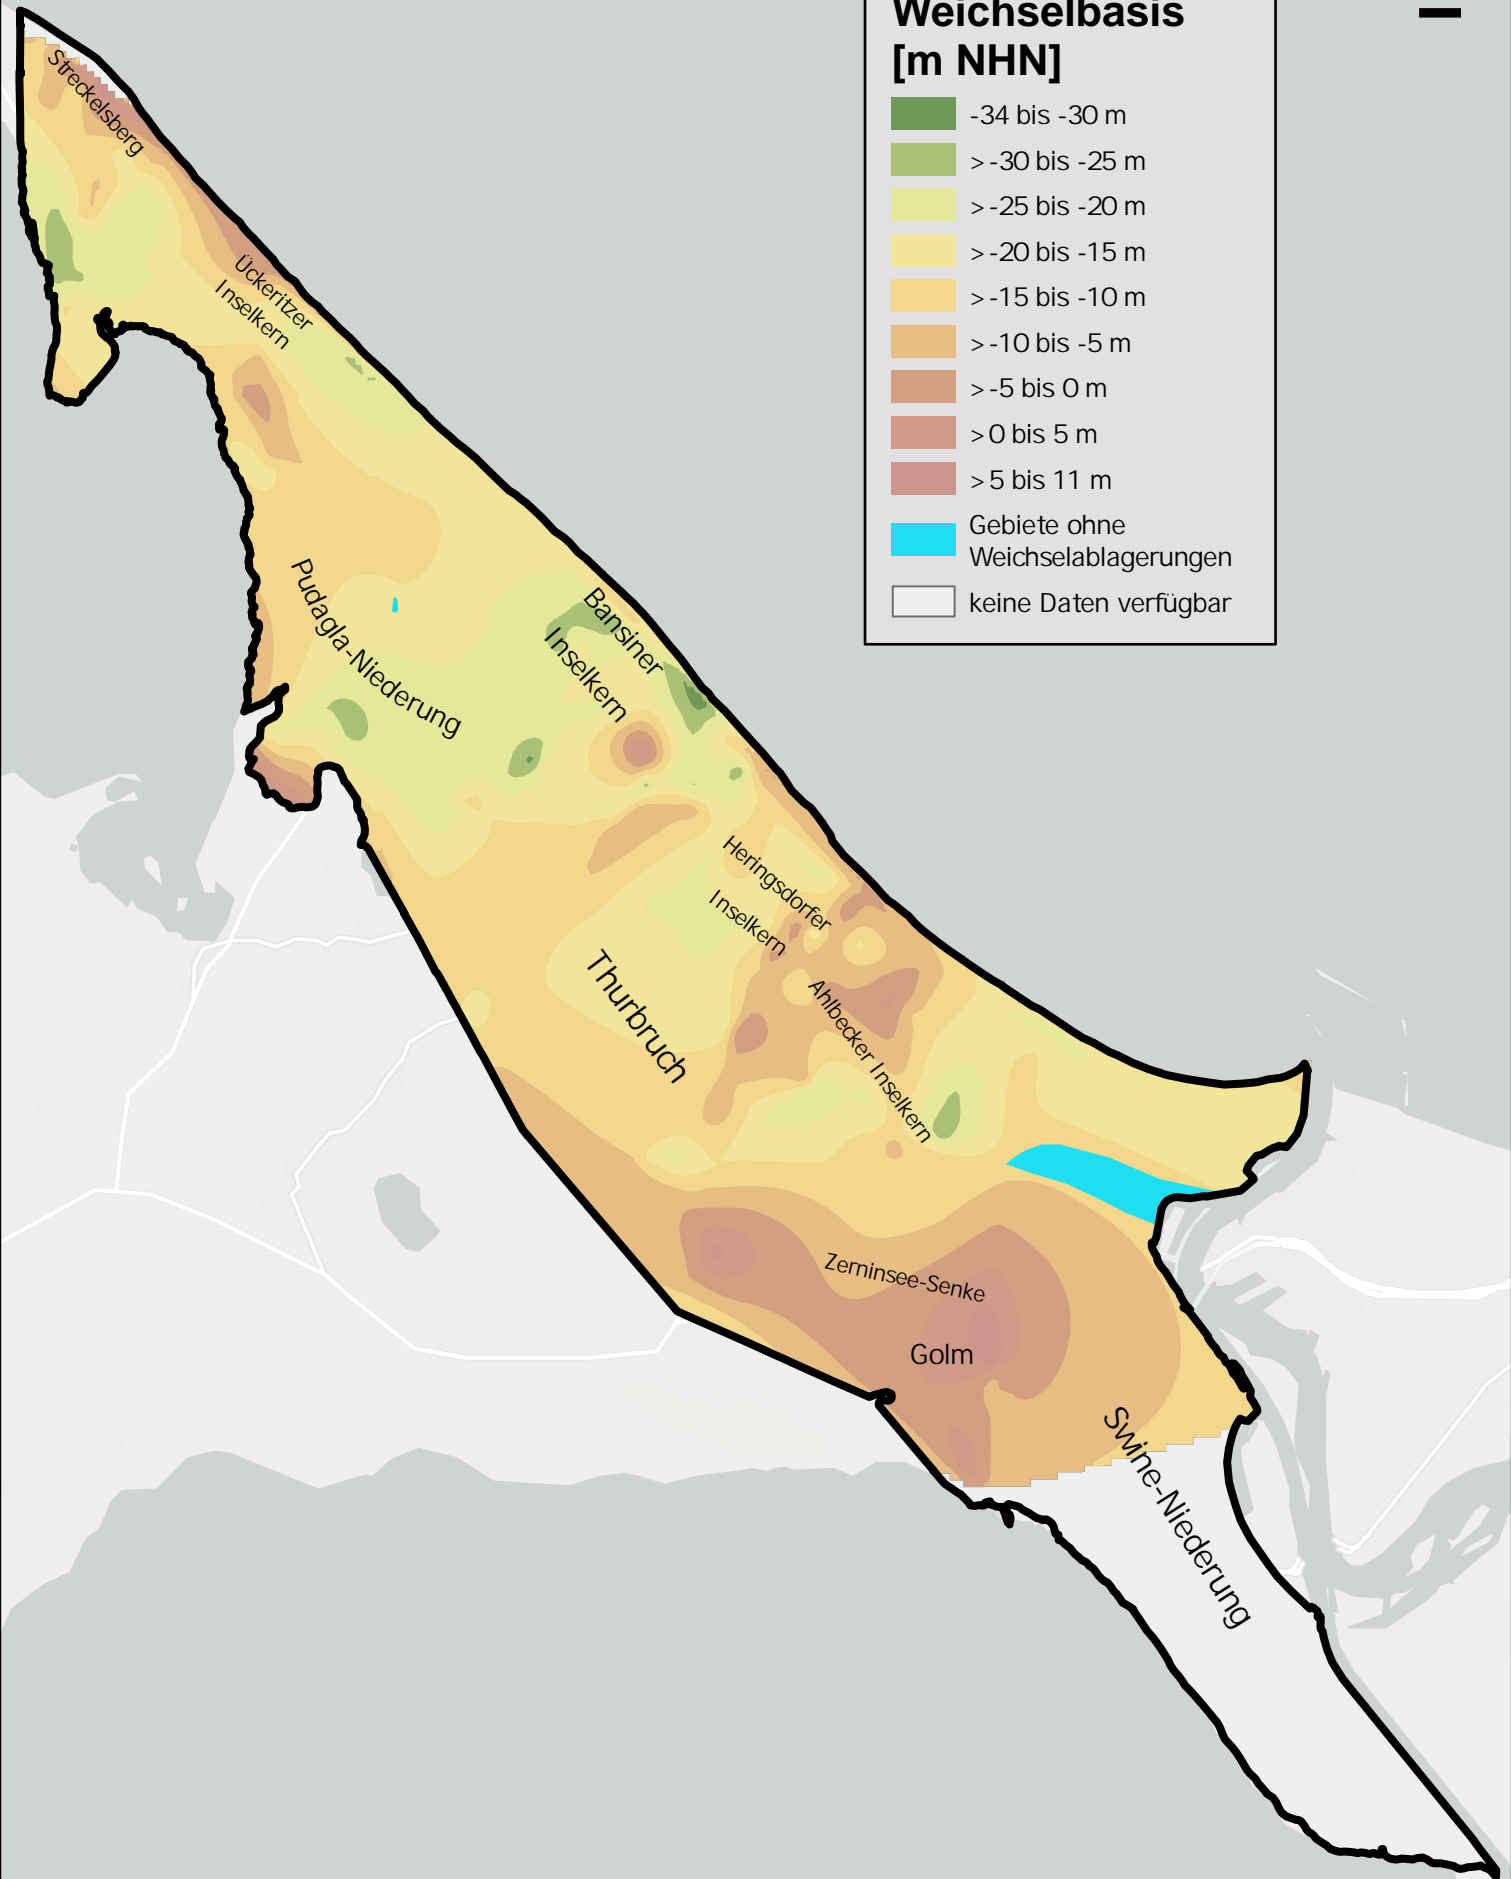 Weichselbasis
[m NHN]
-34 bis -30 m
>-30 bis -25 m
>-25 bis -20 m
>-20 bis -15 m
>-15 bis -10 m
>-10 bis -5 m
>-5 bis 0 m
>0 bis 5 m
>5 bis 11 m
Gebiete ohne
Weichselablagerungen
keine Daten verfügbar
Streckelsberg
Ückeritzer
Inselkern
Pudagla-Niederung
Bansiner
Inselkern
Heringsdorfer
Inselkern
Thurbruch
Ahlbecker Inselkern
Zerninsee-Senke
Golm
Swine-Niederung